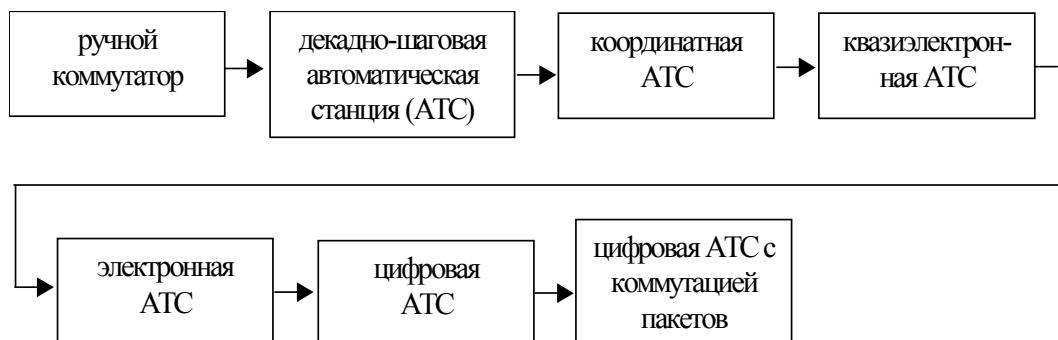 ручной
коммутатор
декадно-шаговая
автоматическая
станция (АТС)
координатная
АТС
квазиэлектрон-
ная АТС
электронная
АТС
цифровая
АТС
цифровая АТС с
коммутацией
пакетов